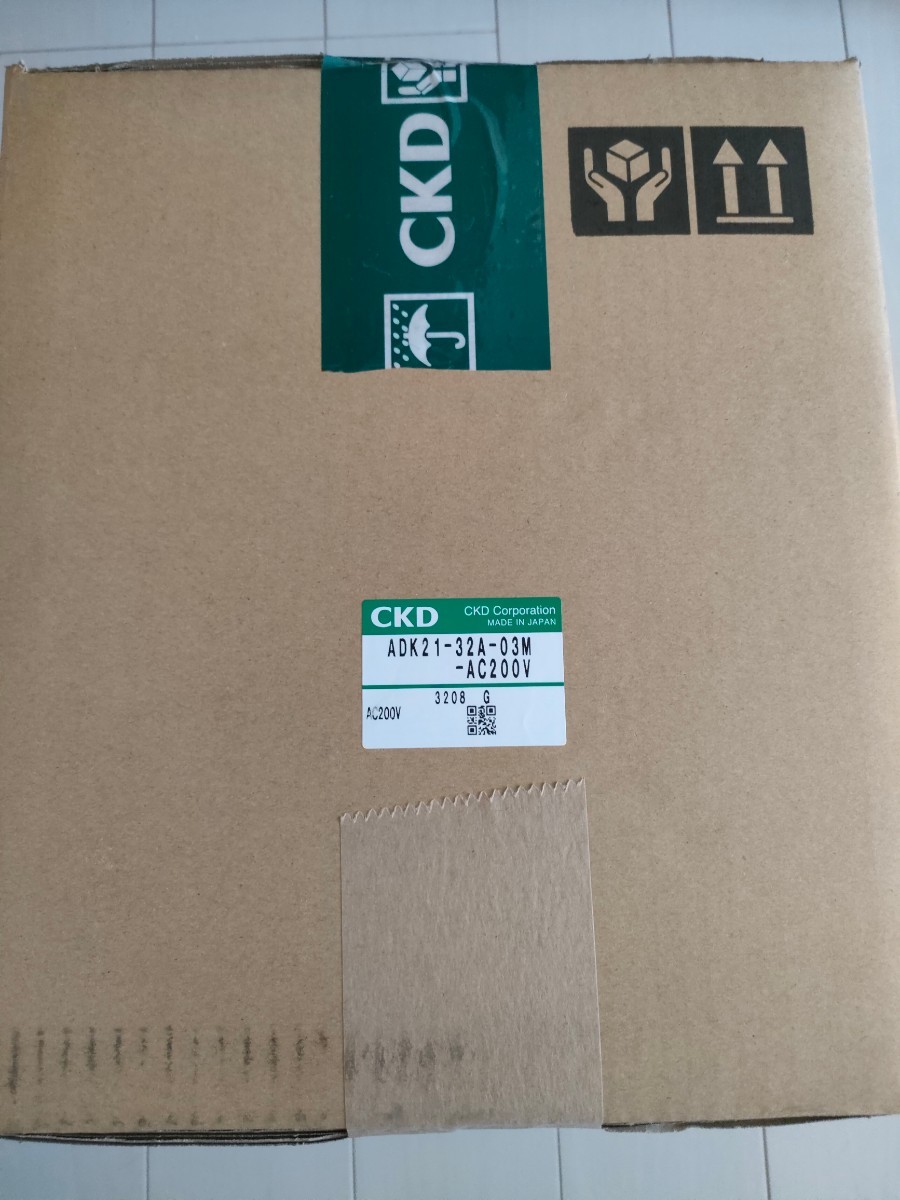 CKD
CKD CKD Corporation
MADE IN JAPAN
ADK21-32A-03M
-AC200V
3208 G
AC200V